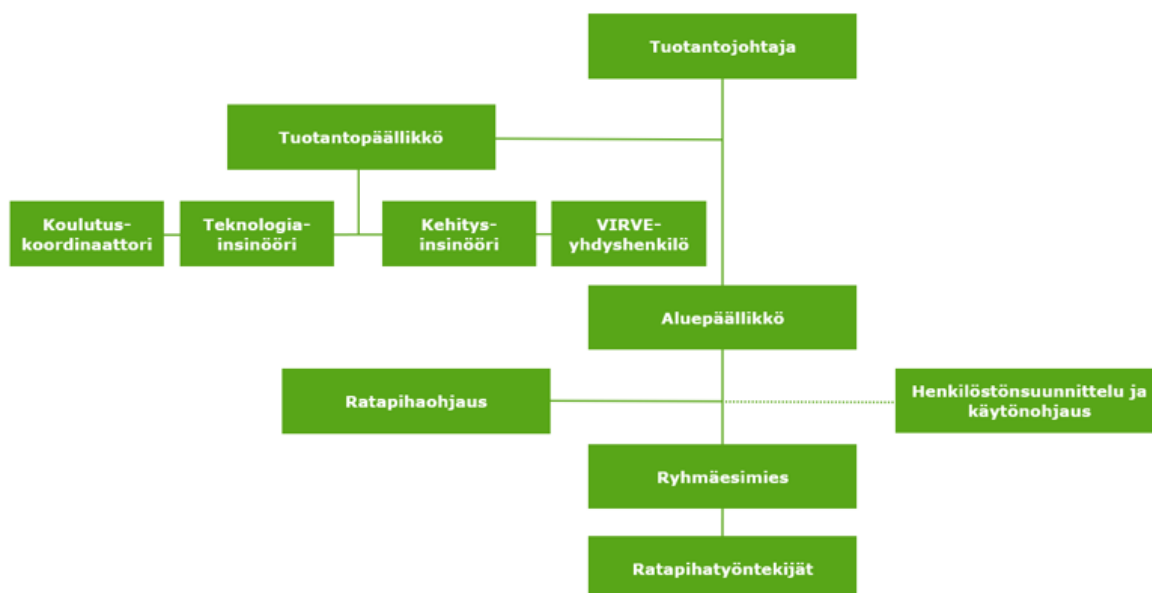 Tuotantojohtaja
Tuotantopäällikkö
Koulutus-
koordinaattori
Teknologia-
insinööri
Kehitys-
insinööri
VIRVE-
yhdyshenkilö
Aluepäällikkö
Ratapihaohjaus
Henkilöstönsuunnittelu ja
käytönohjaus
Ryhmäesimies
Ratapihatyöntekijät